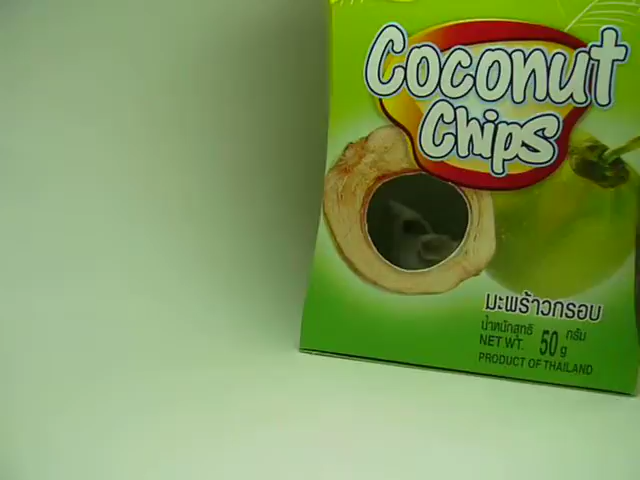 Coconut
Chips
มะพร้าวกรอบ
น้ำหนักสุทธิ 50 กรัม
NET WT. 50 g
PRODUCT OF THAILAND